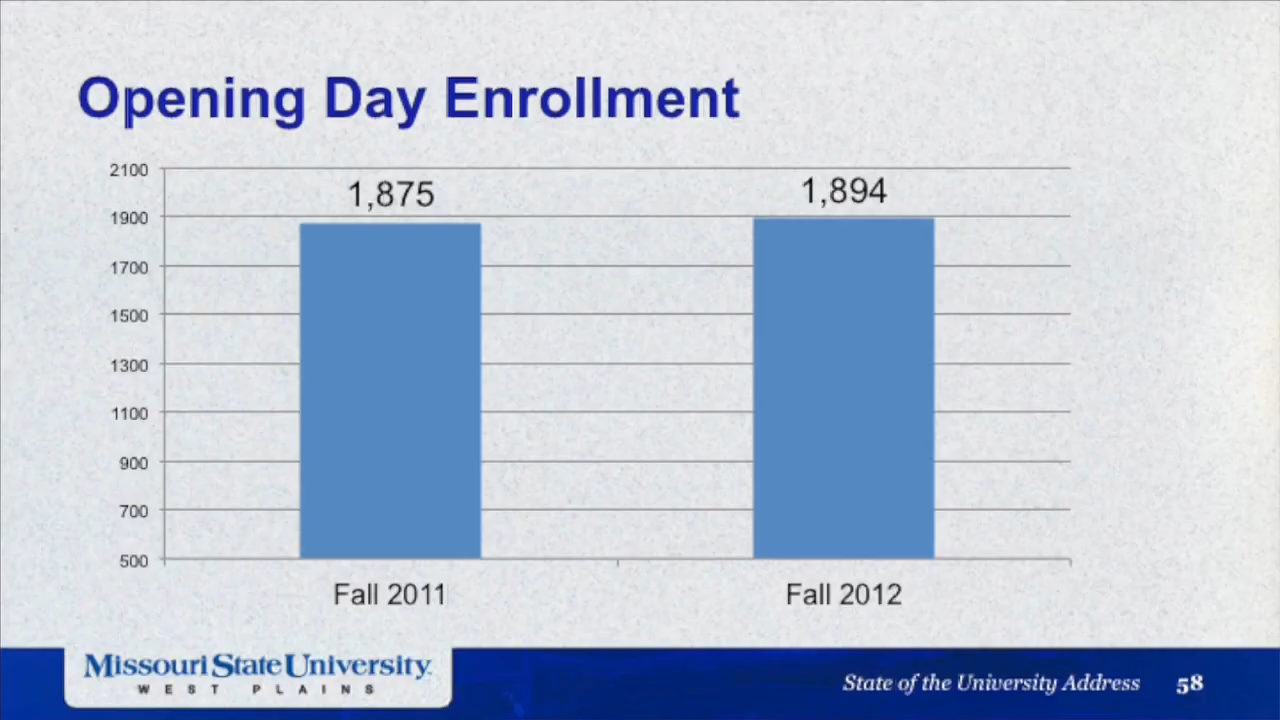 Opening Day Enrollment
2100
1,875
1,894
1900
1700
1500
1300
1100
900
700
500
Fall 2011
Fall 2012
Missouri State University
WEST PLAINS
State of the University Address
58